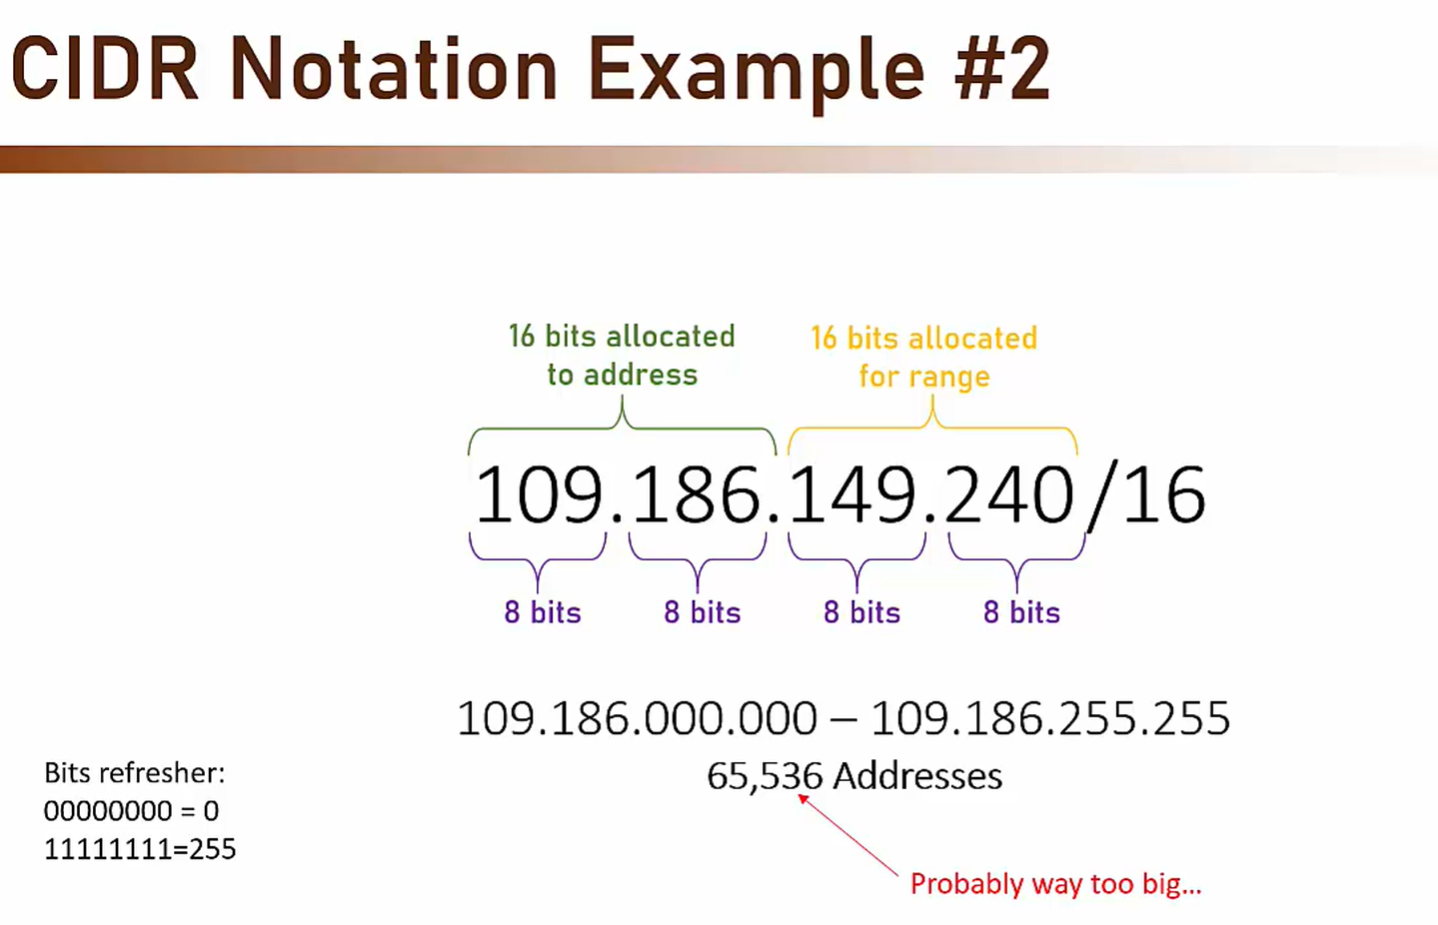 CIDR Notation Example #2
16 bits allocated
to address
16 bits allocated
for range
109.186.149.240/16
8 bits
8 bits
8 bits
8 bits
109.186.000.000 – 109.186.255.255
65,536 Addresses
Bits refresher:
00000000 = 0
11111111=255
Probably way too big...